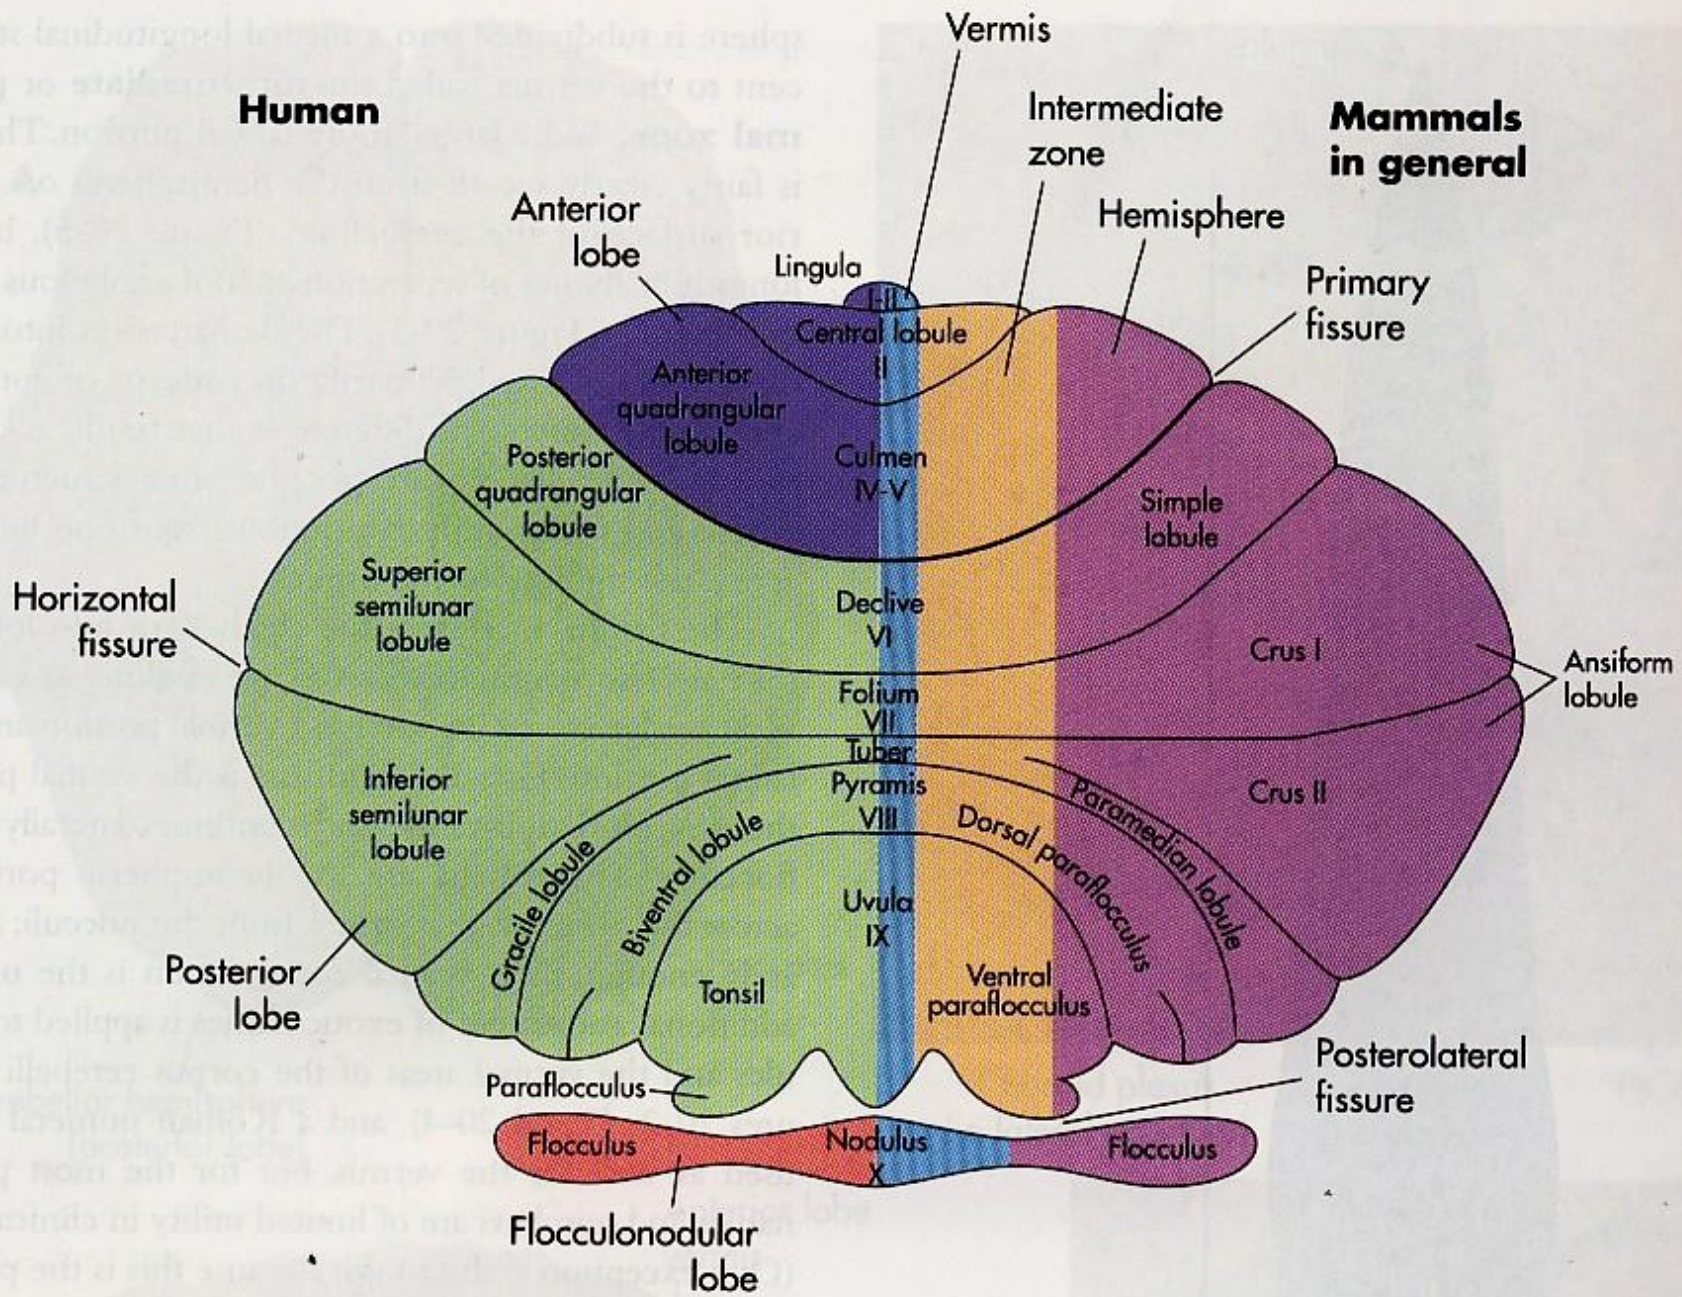 Vermis
Human
Intermediate
zone
Mammals
in general
Anterior
lobe
Hemisphere
Lingula
Primary
fissure
Central lobule
II
Anterior
quadrangular
lobule
Culmen
IV-V
Posterior
quadrangular
lobule
Simple
lobule
Superior
semilunar
lobule
Horizontal
fissure
Declive
VI
Crus I
Ansiform
lobule
Folium
VII
Tuber
Inferior
semilunar
lobule
Pyramis
VIII
Crus II
Gracile lobule
Biventral lobule
Dorsal paraflocculus
Paramedian lobule
Uvula
IX
Posterior
lobe
Tonsil
Ventral
paraflocculus
Posterolateral
fissure
Paraflocculus
Flocculus
Nodulus
X
Flocculus
Flocculonodular
lobe